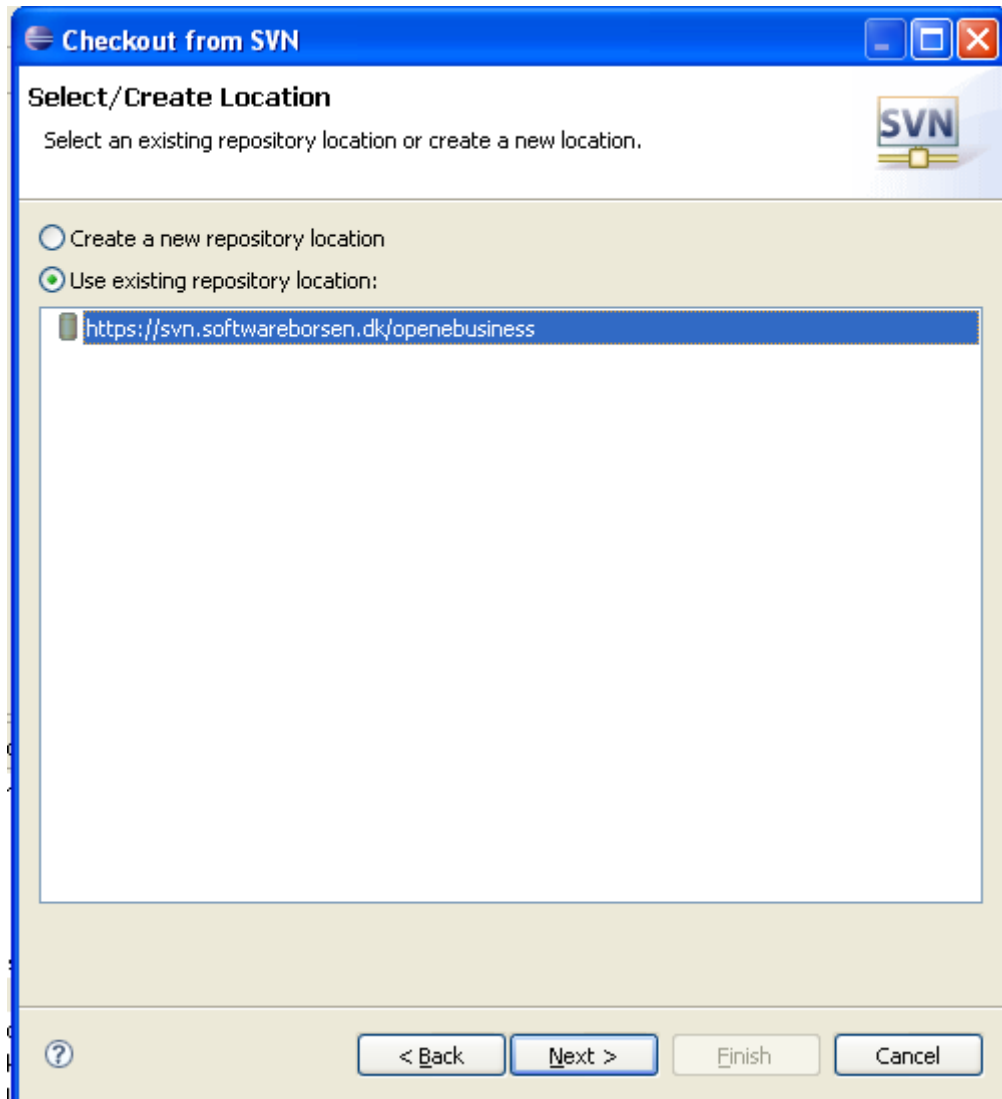 Checkout from SVN
Select/Create Location
Select an existing repository location or create a new location.
SVN
Create a new repository location
Use existing repository location:
https://svn.softwareborsen.dk/openebusiness
?
< Back
Next >
Finish
Cancel